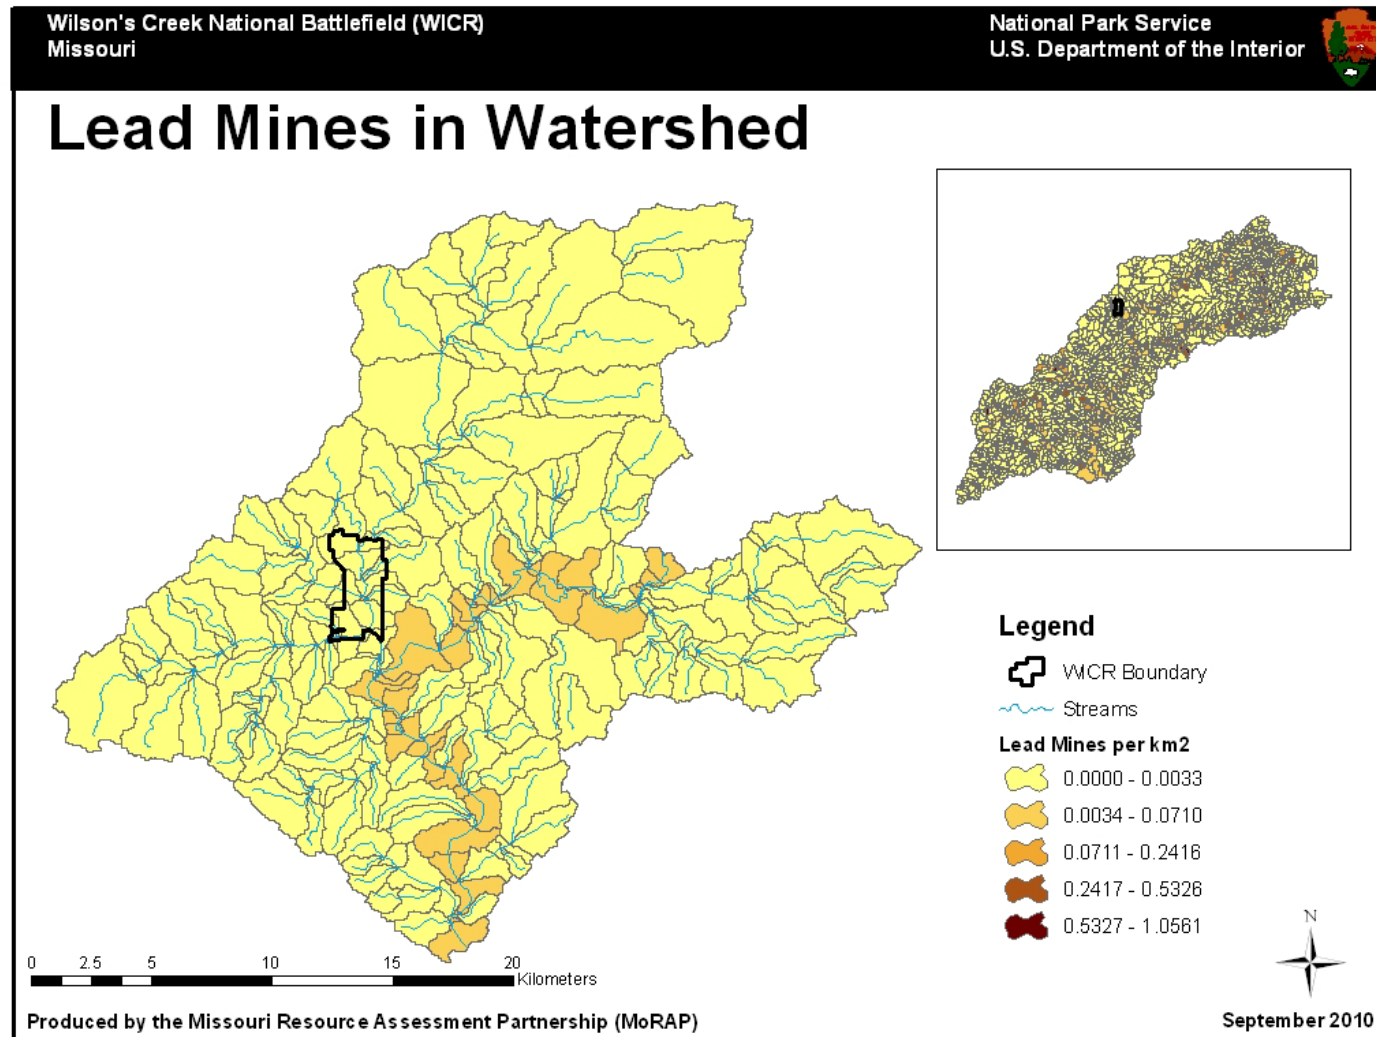 Wilson's Creek National Battlefield (WICR)
Missouri
National Park Service
U.S. Department of the Interior
Lead Mines in Watershed
Legend
WICR Boundary
Streams
Lead Mines per km2
0.0000 - 0.0033
0.0034 - 0.0710
0.0711 - 0.2416
0.2417 - 0.5326
0.5327 - 1.0561
N
0 2.5 5 10 15 20
Kilometers
Produced by the Missouri Resource Assessment Partnership (MoRAP)
September 2010